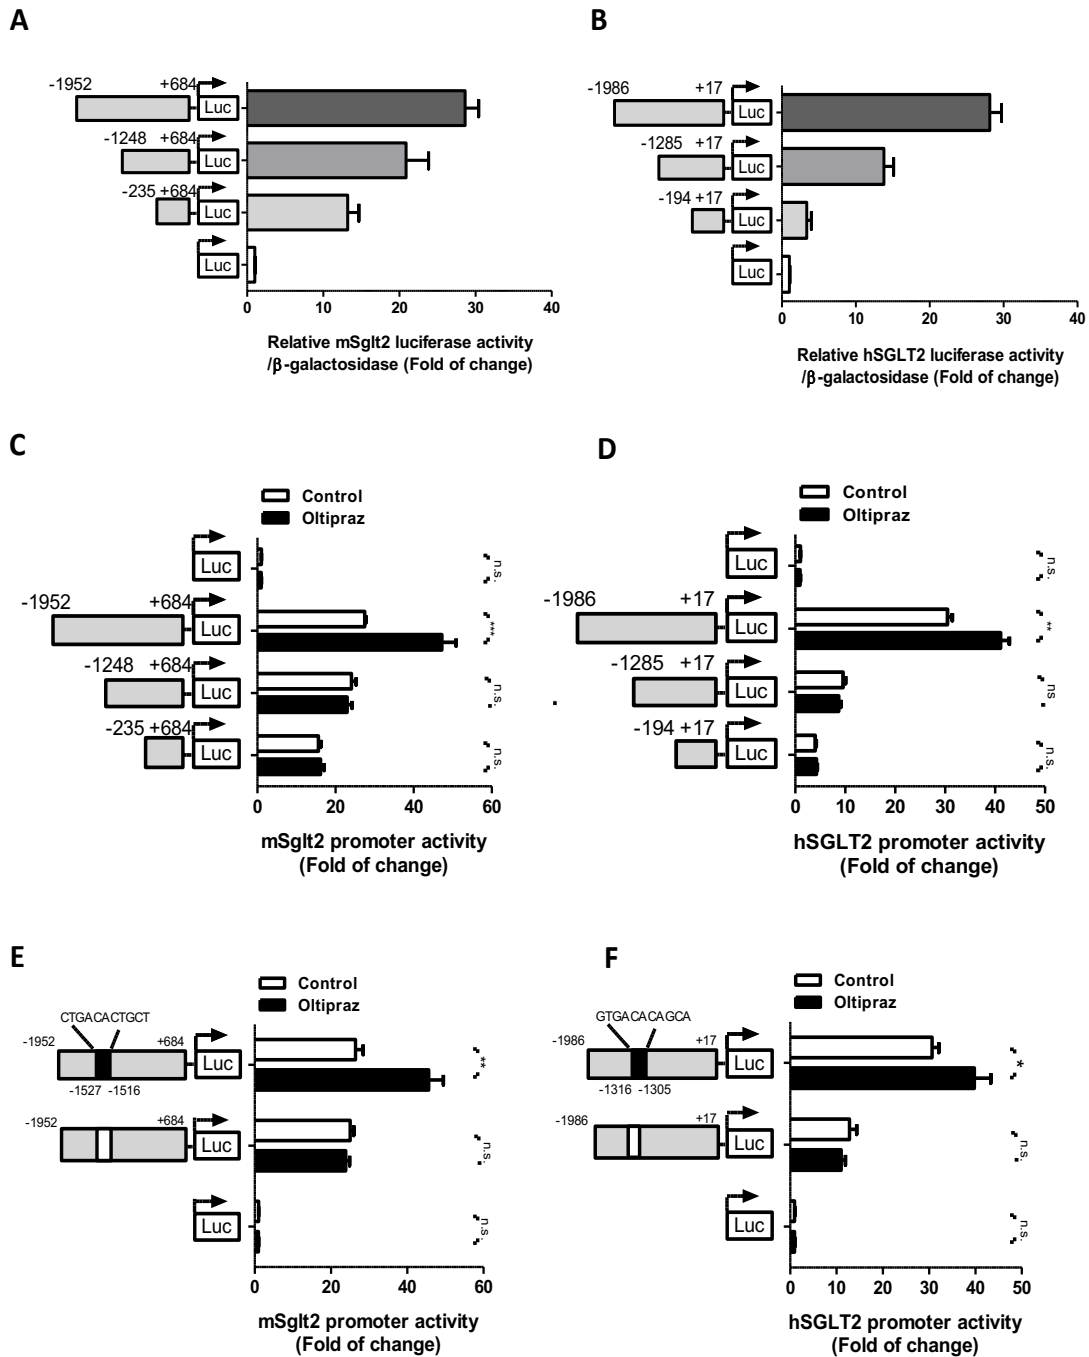 A
-1952 +684
Luc
-1248 +684
Luc
-235 +684
Luc
Luc
0 10 20 30 40
Relative mSglt2 luciferase activity
/β-galactosidase (Fold of change)
B
-1986 +17
Luc
-1285 +17
Luc
-194 +17
Luc
Luc
0 10 20 30 40
Relative hSGLT2 luciferase activity
/β-galactosidase (Fold of change)
C
Control
Oltipraz
Luc
n.s.
-1952 +684
Luc
***
-1248 +684
Luc
n.s.
-235 +684
Luc
n.s.
0 20 40 60
mSglt2 promoter activity
(Fold of change)
D
Control
Oltipraz
Luc
n.s.
-1986 +17
Luc
**
-1285 +17
Luc
ns
-194 +17
Luc
n.s.
0 10 20 30 40 50
hSGLT2 promoter activity
(Fold of change)
E
Control
Oltipraz
CTGACACTGCT
-1952 +684
Luc
**
-1527 -1516
-1952 +684
Luc
n.s.
Luc
n.s.
0 20 40 60
mSglt2 promoter activity
(Fold of change)
F
Control
Oltipraz
GTGACACAGCA
-1986 +17
Luc
*
-1316 -1305
-1986 +17
Luc
n.s.
Luc
n.s.
0 10 20 30 40 50
hSGLT2 promoter activity
(Fold of change)